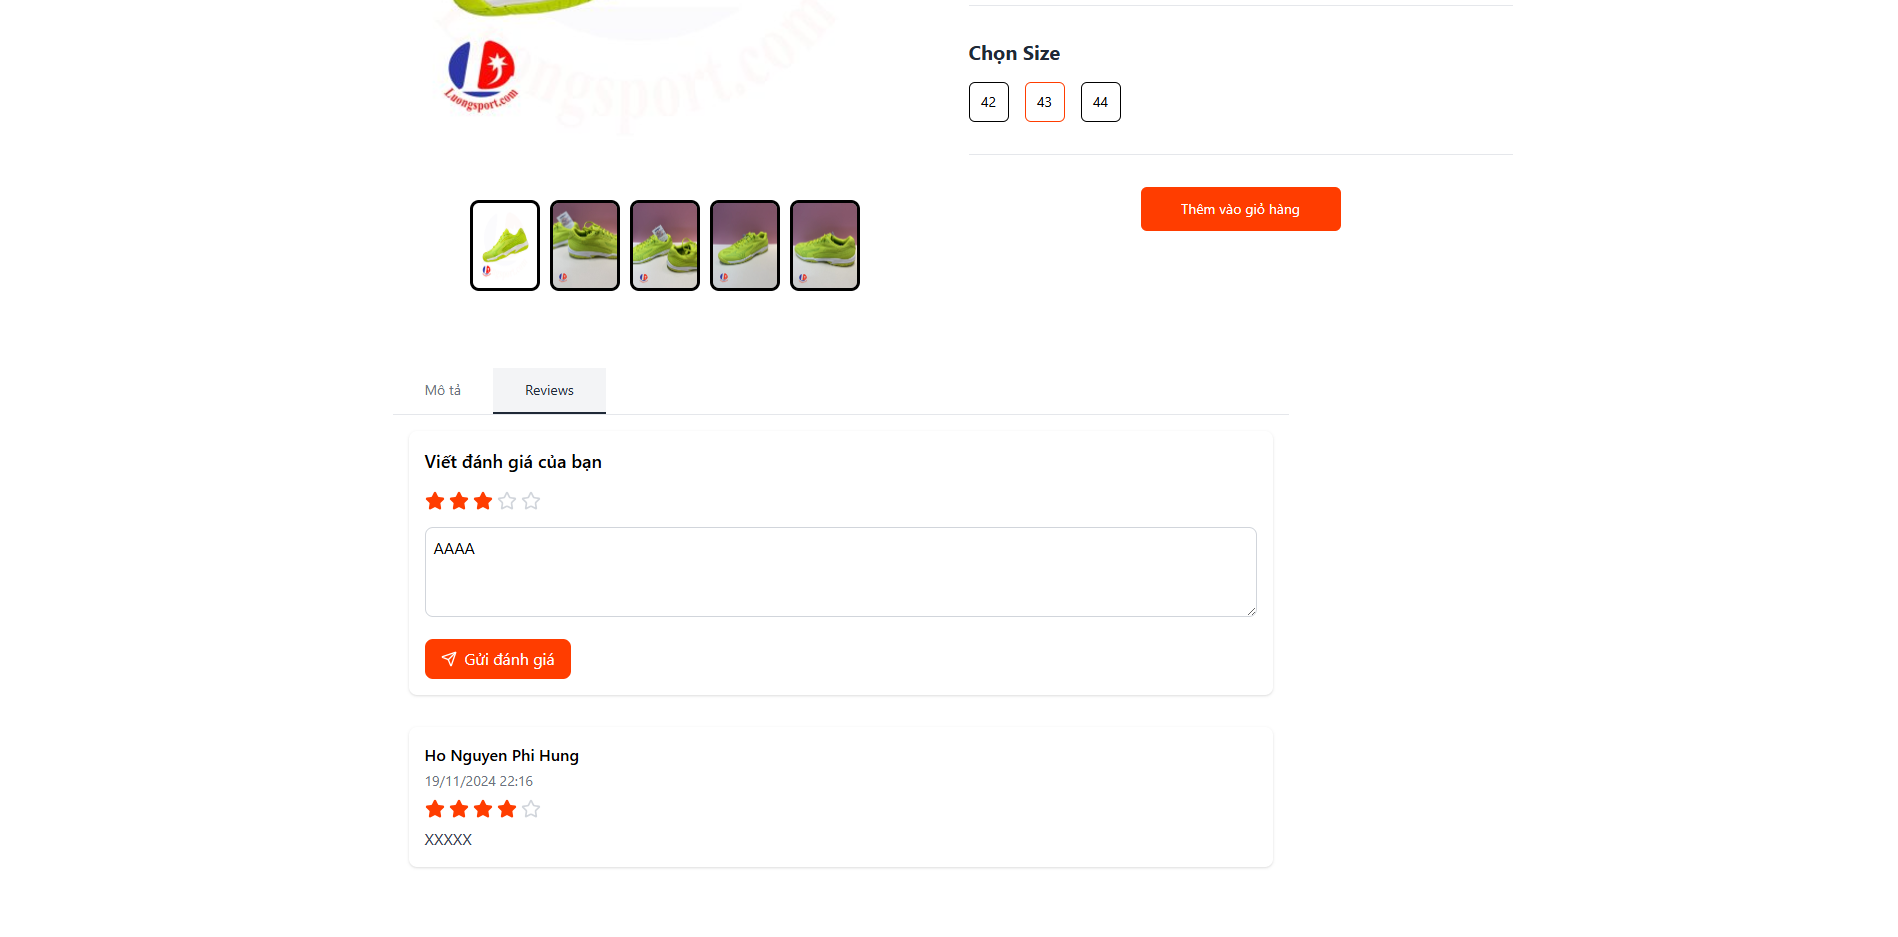 Luongsport.com
Luongsport.com
Chọn Size
42
43
44
Thêm vào giỏ hàng
Mô tả
Reviews
Viết đánh giá của bạn
AAAA
Gửi đánh giá
Ho Nguyen Phi Hung
19/11/2024 22:16
XXXXX